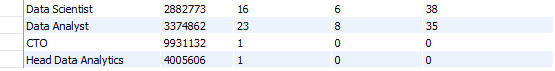 Data Scientist 2882773 16 6 38
Data Analyst 3374862 23 8 35
CTO 9931132 1 0 0
Head Data Analytics 4005606 1 0 0